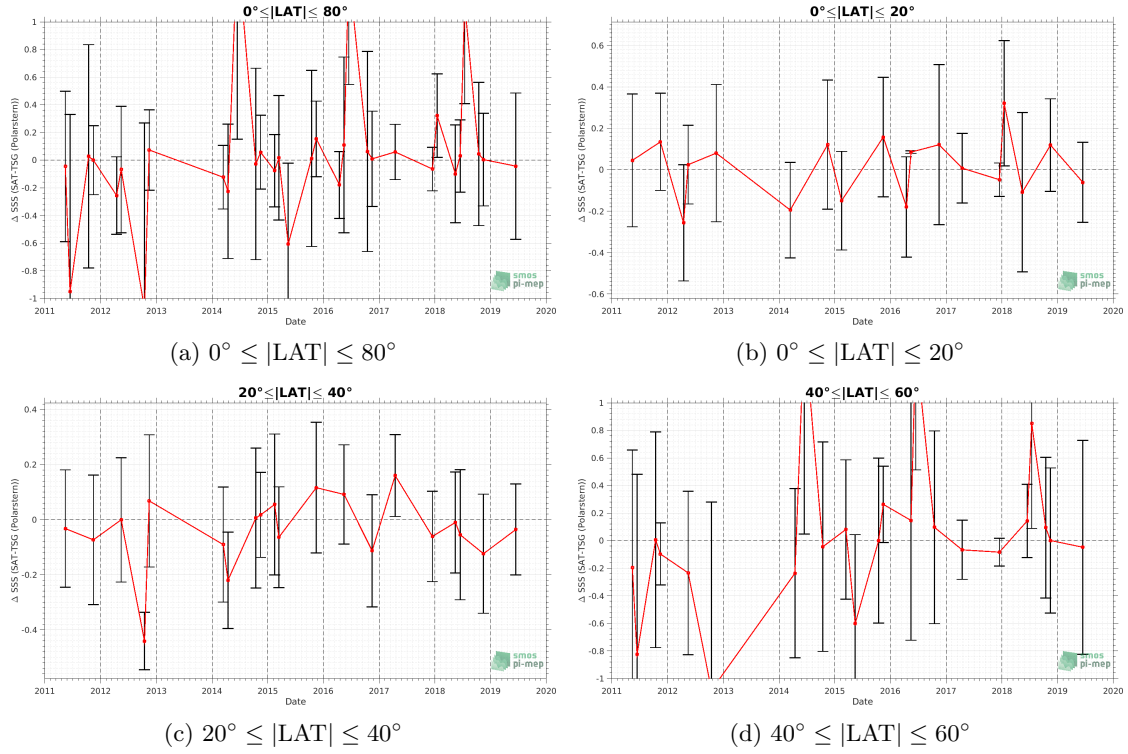 0°≤|LAT|≤ 80°
Δ SSS (SAT-TSG (Polarstern))
1
0.8
0.6
0.4
0.2
0
-0.2
-0.4
-0.6
-0.8
-1
smos
pi-mep
2011 2012 2013 2014 2015 2016 2017 2018 2019 2020
Date
(a) 0° ≤ |LAT| ≤ 80°
0°≤|LAT|≤ 20°
Δ SSS (SAT-TSG (Polarstern))
0.6
0.4
0.2
0
-0.2
-0.4
-0.6
smos
pi-mep
2011 2012 2013 2014 2015 2016 2017 2018 2019 2020
Date
(b) 0° ≤ |LAT| ≤ 20°
20°≤|LAT|≤ 40°
Δ SSS (SAT-TSG (Polarstern))
0.4
0.2
0
-0.2
-0.4
smos
pi-mep
2011 2012 2013 2014 2015 2016 2017 2018 2019 2020
Date
(c) 20° ≤ |LAT| ≤ 40°
40°≤|LAT|≤ 60°
Δ SSS (SAT-TSG (Polarstern))
1
0.8
0.6
0.4
0.2
0
-0.2
-0.4
-0.6
-0.8
-1
smos
pi-mep
2011 2012 2013 2014 2015 2016 2017 2018 2019 2020
Date
(d) 40° ≤ |LAT| ≤ 60°